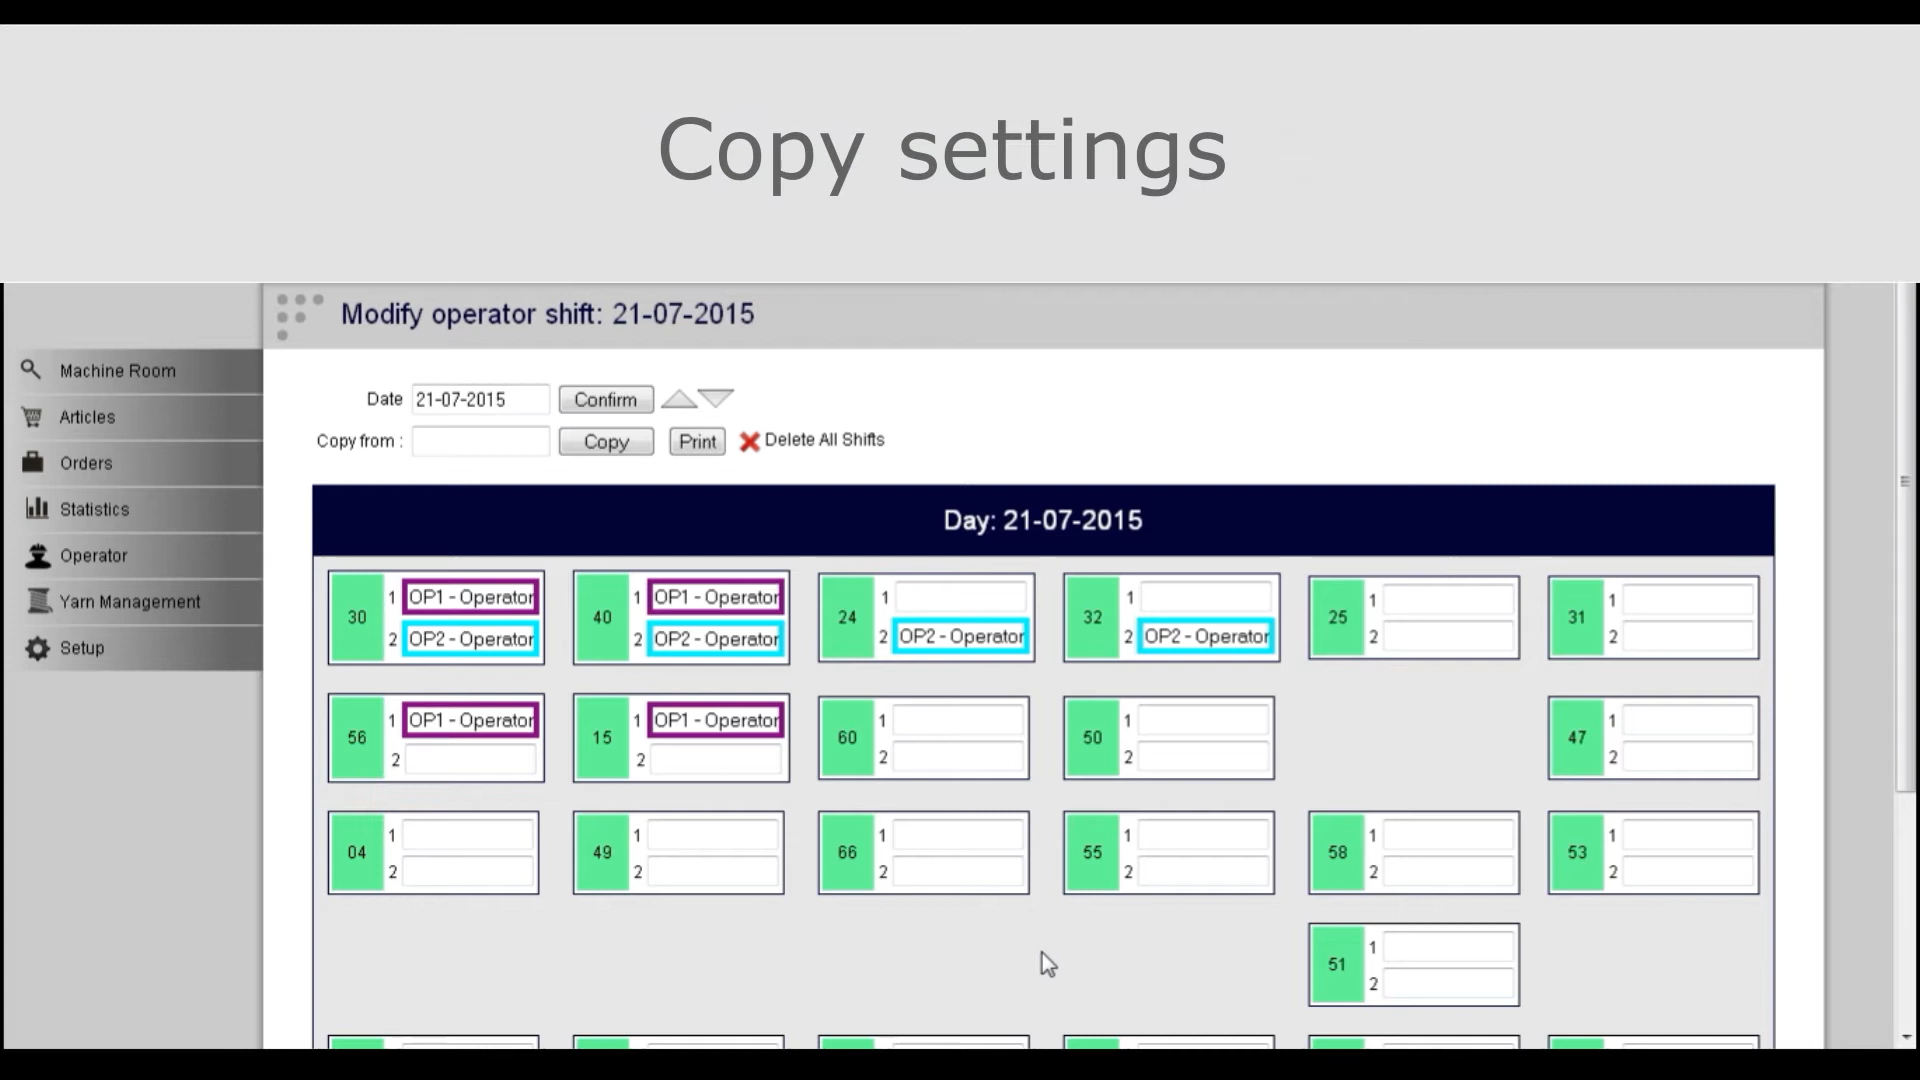 Copy settings
Modify operator shift: 21-07-2015
Machine Room
Articles
Orders
Statistics
Operator
Yarn Management
Setup
Date 21-07-2015 Confirm
Copy from : Copy Print Delete All Shifts
Day: 21-07-2015
30 1 OP1 - Operator 2 OP2 - Operator
40 1 OP1 - Operator 2 OP2 - Operator
24 1 2 OP2 - Operator
32 1 2 OP2 - Operator
25 1 2
31 1 2
56 1 OP1 - Operator 2
15 1 OP1 - Operator 2
60 1 2
50 1 2
47 1 2
04 1 2
49 1 2
66 1 2
55 1 2
58 1 2
53 1 2
51 1 2